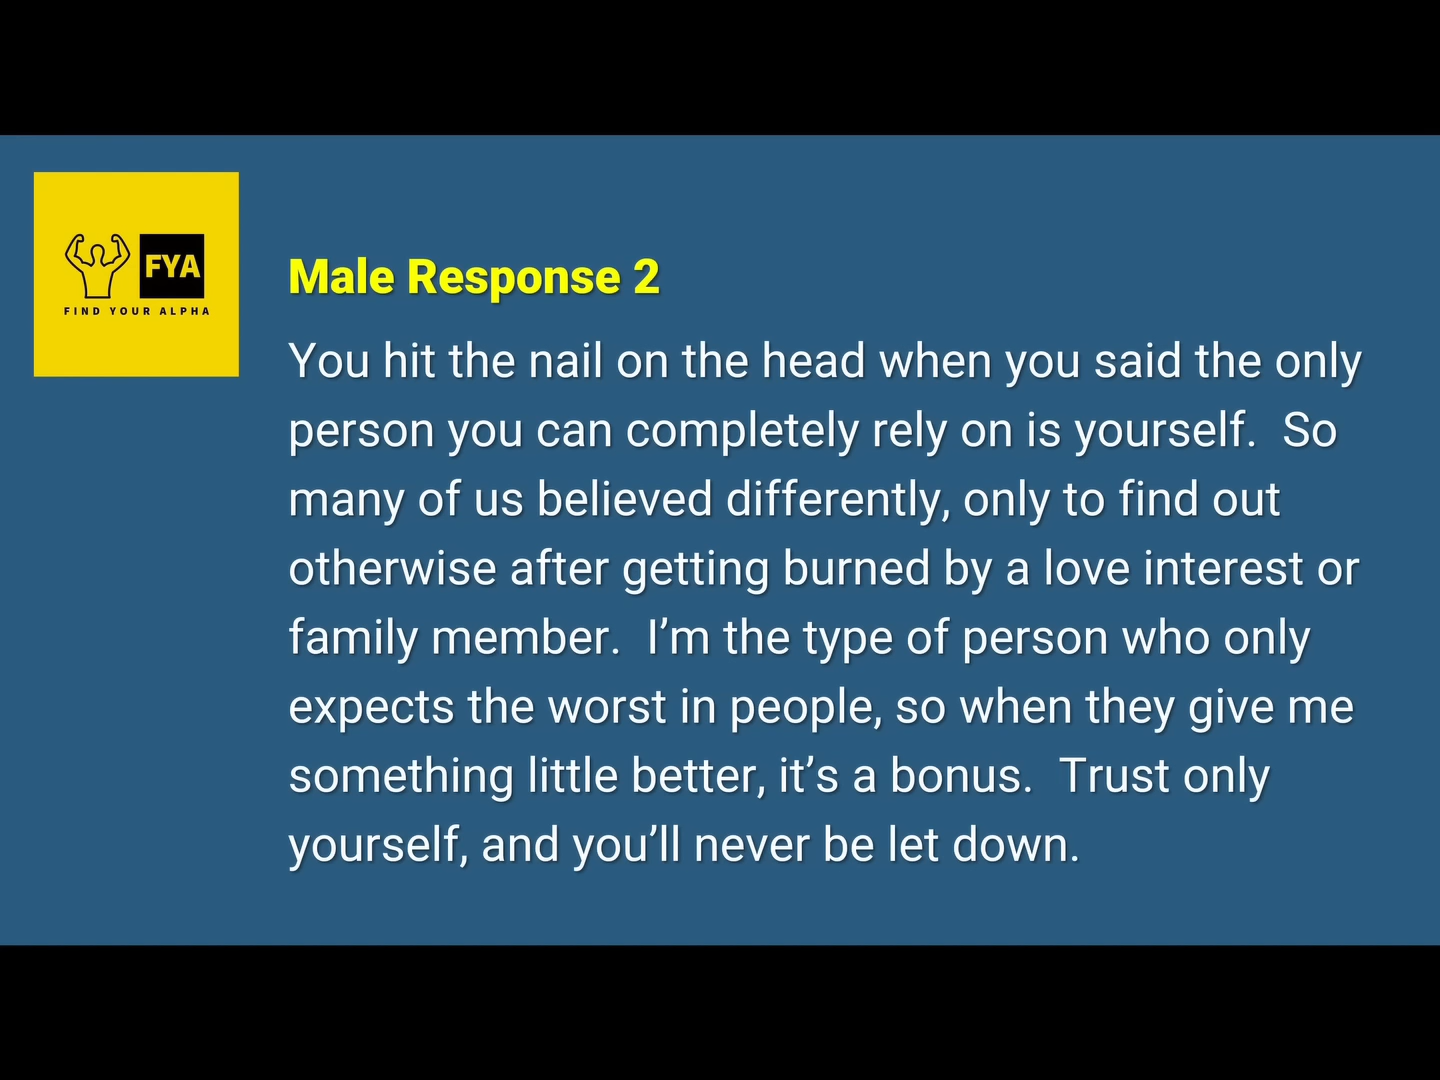 FYA
FIND YOUR ALPHA
Male Response 2
You hit the nail on the head when you said the only
person you can completely rely on is yourself.  So
many of us believed differently, only to find out
otherwise after getting burned by a love interest or
family member.  I’m the type of person who only
expects the worst in people, so when they give me
something little better, it’s a bonus.  Trust only
yourself, and you’ll never be let down.